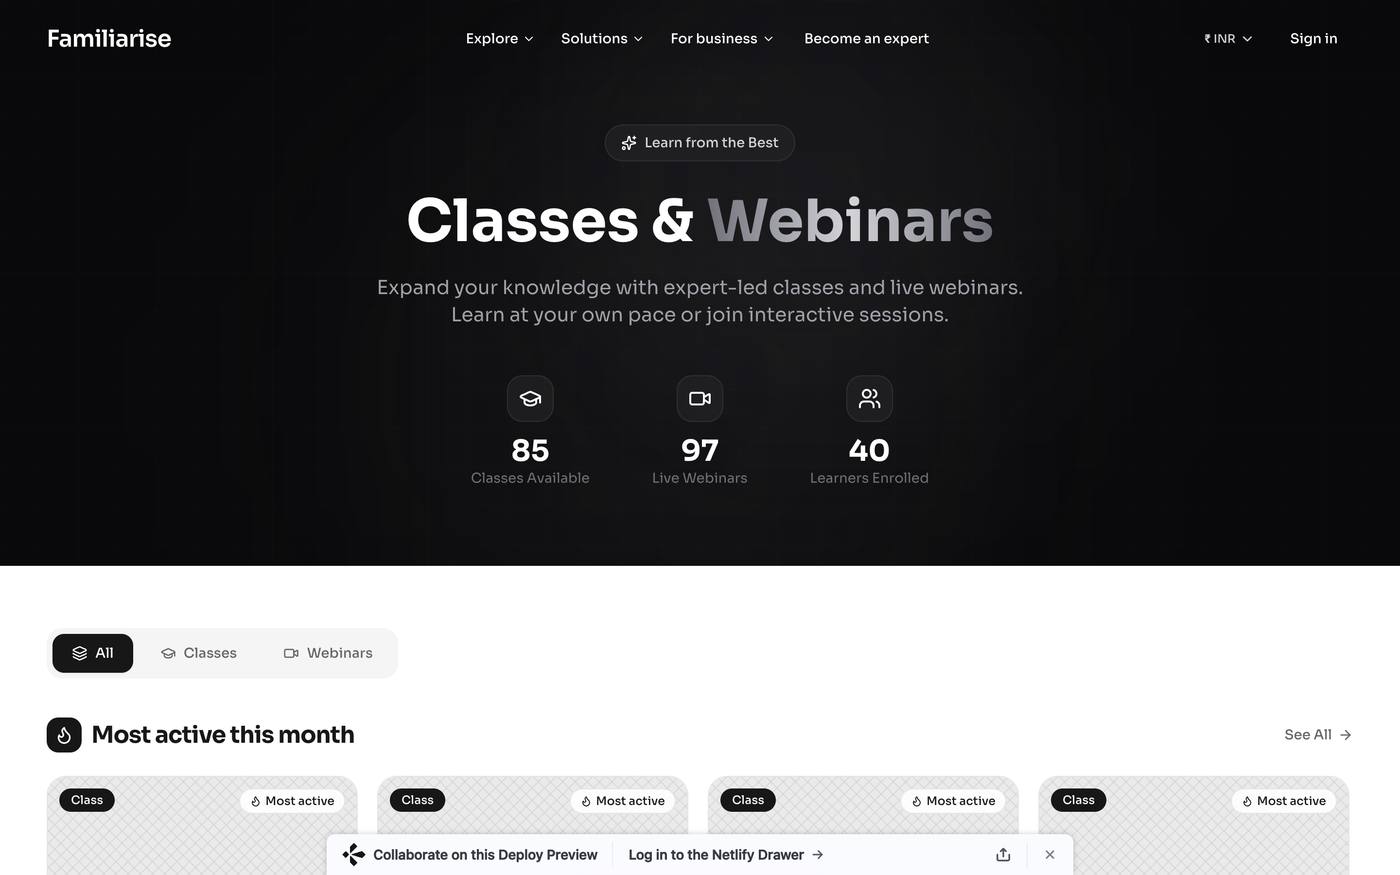 Familiarise
Explore
Solutions
For business
Become an expert
₹ INR
Sign in
Learn from the Best
Classes & Webinars
Expand your knowledge with expert-led classes and live webinars.
Learn at your own pace or join interactive sessions.
85
97
40
Classes Available
Live Webinars
Learners Enrolled
All
Classes
Webinars
Most active this month
See All
Class
Most active
Class
Most active
Class
Most active
Class
Most active
Collaborate on this Deploy Preview
Log in to the Netlify Drawer